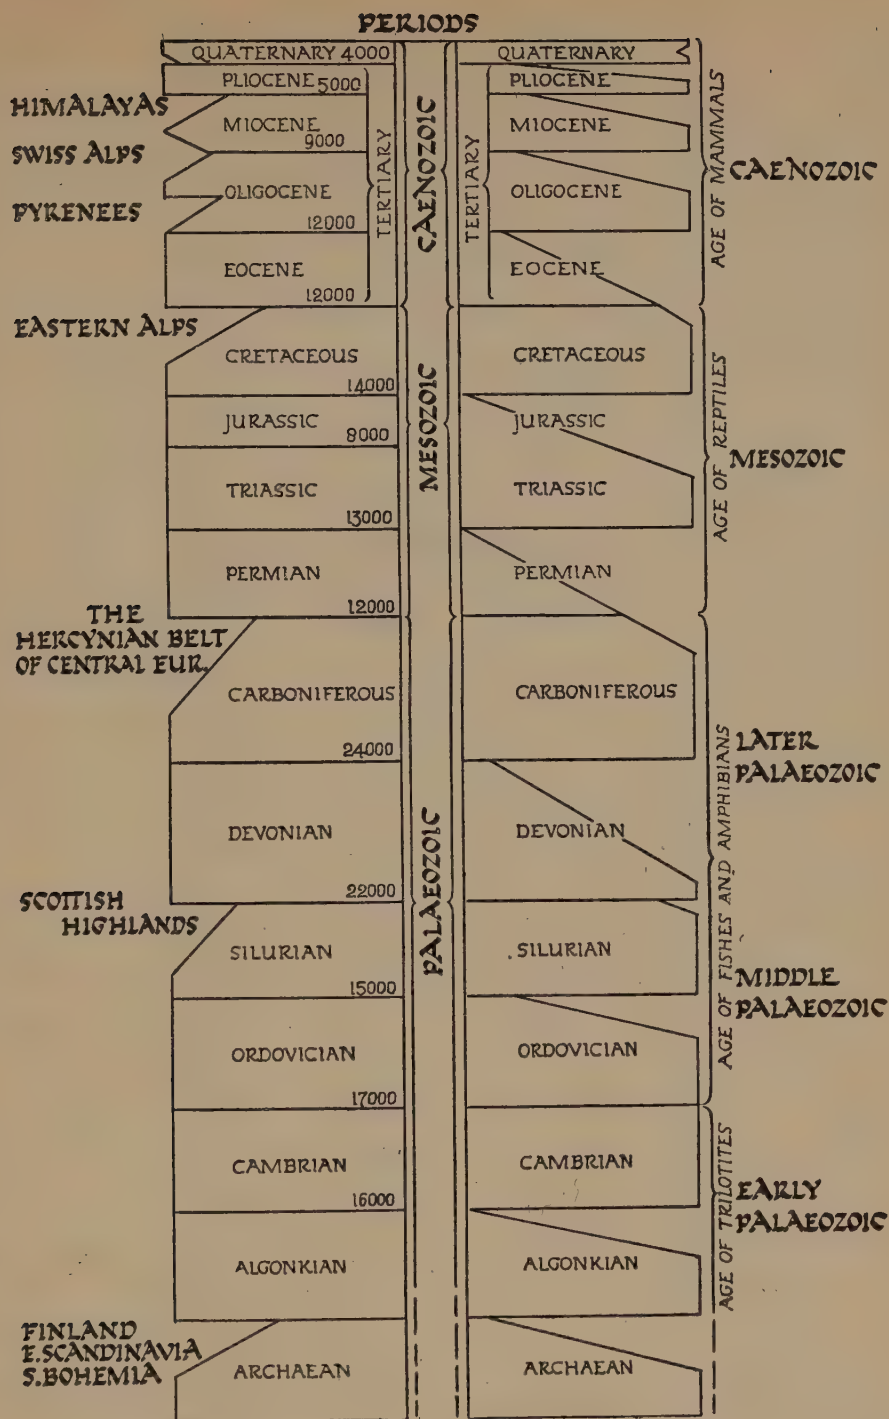 PERIODS
QUATERNARY 4000
QUATERNARY
PLIOCENE 5000
PLIOCENE
HIMALAYAS
MIOCENE
9000
MIOCENE
SWISS ALPS
OLIGOCENE
12000
OLIGOCENE
PYRENEES
EOCENE
12000
EOCENE
TERTIARY
CAENOZOIC
TERTIARY
AGE OF MAMMALS
CAENOZOIC
EASTERN ALPS
CRETACEOUS
14000
CRETACEOUS
JURASSIC
8000
JURASSIC
TRIASSIC
13000
TRIASSIC
PERMIAN
12000
PERMIAN
MESOZOIC
AGE OF REPTILES
MESOZOIC
THE
HERCYNIAN BELT
OF CENTRAL EUR.
CARBONIFEROUS
24000
CARBONIFEROUS
DEVONIAN
22000
DEVONIAN
LATER
PALAEOZOIC
SCOTTISH
HIGHLANDS
SILURIAN
15000
SILURIAN
ORDOVICIAN
17000
ORDOVICIAN
PALAEOZOIC
AGE OF FISHES AND AMPHIBIANS
MIDDLE
PALAEOZOIC
CAMBRIAN
16000
CAMBRIAN
ALGONKIAN
ALGONKIAN
AGE OF TRILOTITES
EARLY
PALAEOZOIC
FINLAND
E.SCANDINAVIA
S.BOHEMIA
ARCHAEAN
ARCHAEAN